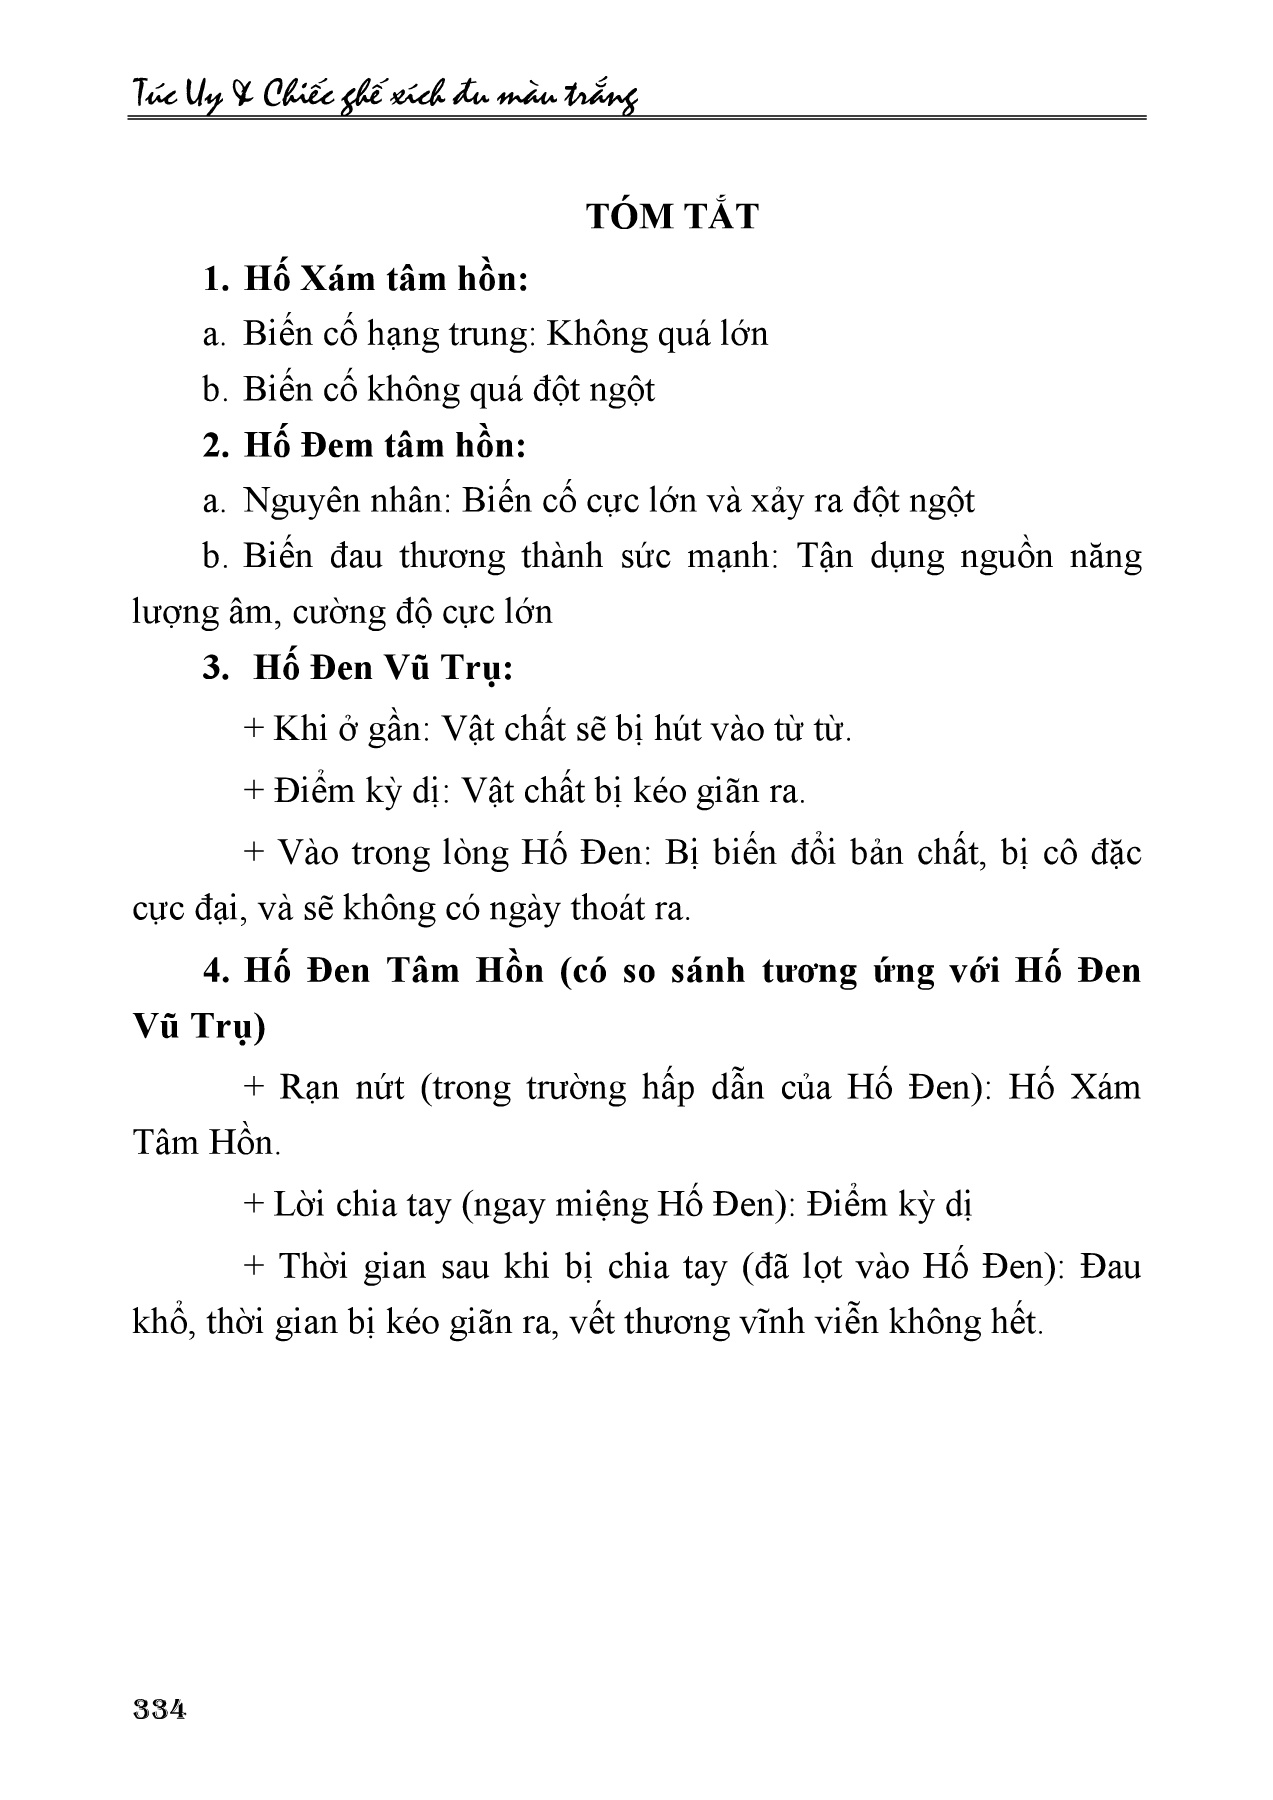 Túc Uy & Chiếc ghế xích đu màu trắng
TÓM TẮT
1. Hố Xám tâm hồn:
a. Biến cố hạng trung: Không quá lớn
b. Biến cố không quá đột ngột
2. Hố Đem tâm hồn:
a. Nguyên nhân: Biến cố cực lớn và xảy ra đột ngột
b. Biến đau thương thành sức mạnh: Tận dụng nguồn năng
lượng âm, cường độ cực lớn
3. Hố Đen Vũ Trụ:
+ Khi ở gần: Vật chất sẽ bị hút vào từ từ.
+ Điểm kỳ dị: Vật chất bị kéo giãn ra.
+ Vào trong lòng Hố Đen: Bị biến đổi bản chất, bị cô đặc
cực đại, và sẽ không có ngày thoát ra.
4. Hố Đen Tâm Hồn (có so sánh tương ứng với Hố Đen
Vũ Trụ)
+ Rạn nứt (trong trường hấp dẫn của Hố Đen): Hố Xám
Tâm Hồn.
+ Lời chia tay (ngay miệng Hố Đen): Điểm kỳ dị
+ Thời gian sau khi bị chia tay (đã lọt vào Hố Đen): Đau
khổ, thời gian bị kéo giãn ra, vết thương vĩnh viễn không hết.
334